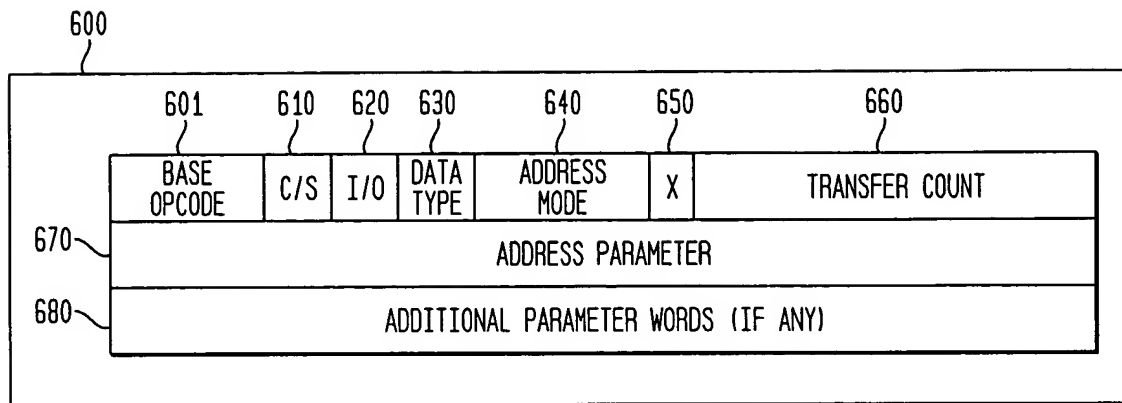 600
601 610 620 630 640 650 660
BASE OPCODE C/S I/O DATA TYPE ADDRESS MODE X TRANSFER COUNT
670 ADDRESS PARAMETER
680 ADDITIONAL PARAMETER WORDS (IF ANY)